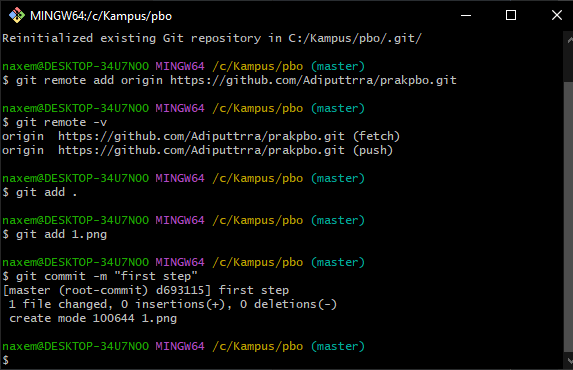 MINGW64:/c/Kampus/pbo
Reinitialized existing Git repository in C:/Kampus/pbo/.git/
naxem@DESKTOP-34U7NOO MINGW64 /c/Kampus/pbo (master)
$ git remote add origin https://github.com/Adiputtrra/prakpbo.git
naxem@DESKTOP-34U7NOO MINGW64 /c/Kampus/pbo (master)
$ git remote -v
origin  https://github.com/Adiputtrra/prakpbo.git (fetch)
origin  https://github.com/Adiputtrra/prakpbo.git (push)
naxem@DESKTOP-34U7NOO MINGW64 /c/Kampus/pbo (master)
$ git add .
naxem@DESKTOP-34U7NOO MINGW64 /c/Kampus/pbo (master)
$ git add 1.png
naxem@DESKTOP-34U7NOO MINGW64 /c/Kampus/pbo (master)
$ git commit -m "first step"
[master (root-commit) d693115] first step
 1 file changed, 0 insertions(+), 0 deletions(-)
 create mode 100644 1.png
naxem@DESKTOP-34U7NOO MINGW64 /c/Kampus/pbo (master)
$